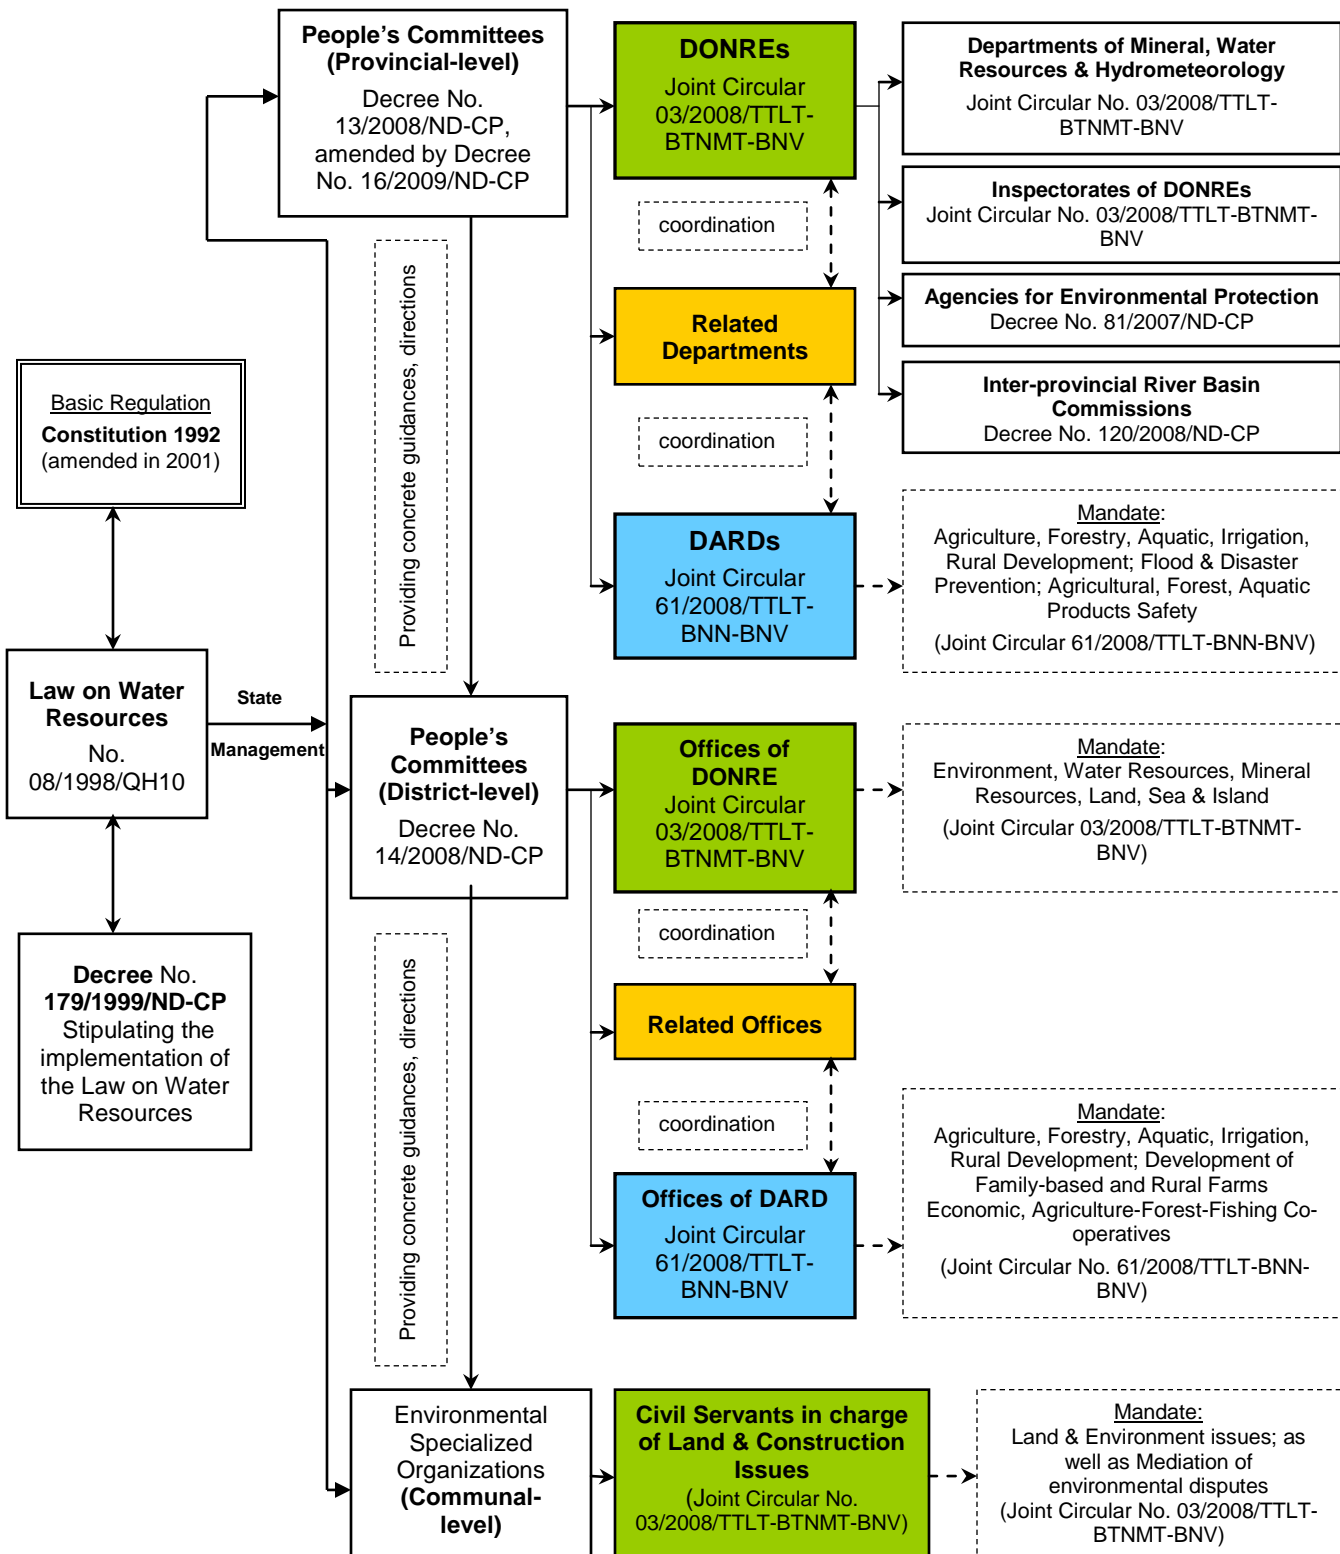 People's Committees
(Provincial-level)
Decree No.
13/2008/ND-CP,
amended by Decree
No. 16/2009/ND-CP
DONREs
Joint Circular
03/2008/TTLT-
BTNMT-BNV
Departments of Mineral, Water
Resources & Hydrometeorology
Joint Circular No. 03/2008/TTLT-
BTNMT-BNV
Inspectorates of DONREs
Joint Circular No. 03/2008/TTLT-BTNMT-
BNV
Agencies for Environmental Protection
Decree No. 81/2007/ND-CP
Inter-provincial River Basin
Commissions
Decree No. 120/2008/ND-CP
coordination
Related
Departments
coordination
DARDs
Joint Circular
61/2008/TTLT-
BNN-BNV
Mandate:
Agriculture, Forestry, Aquatic, Irrigation,
Rural Development; Flood & Disaster
Prevention; Agricultural, Forest, Aquatic
Products Safety
(Joint Circular 61/2008/TTLT-BNN-BNV)
Providing concrete guidances, directions
Basic Regulation
Constitution 1992
(amended in 2001)
Law on Water
Resources
No.
08/1998/QH10
State
Management
Decree No.
179/1999/ND-CP
Stipulating the
implementation of
the Law on Water
Resources
People's
Committees
(District-level)
Decree No.
14/2008/ND-CP
Offices of
DONRE
Joint Circular
03/2008/TTLT-
BTNMT-BNV
Mandate:
Environment, Water Resources, Mineral
Resources, Land, Sea & Island
(Joint Circular 03/2008/TTLT-BTNMT-
BNV)
coordination
Related Offices
coordination
Offices of DARD
Joint Circular
61/2008/TTLT-
BNN-BNV
Mandate:
Agriculture, Forestry, Aquatic, Irrigation,
Rural Development; Development of
Family-based and Rural Farms
Economic, Agriculture-Forest-Fishing Co-
operatives
(Joint Circular No. 61/2008/TTLT-BNN-
BNV)
Providing concrete guidances, directions
Environmental
Specialized
Organizations
(Communal-
level)
Civil Servants in charge
of Land & Construction
Issues
(Joint Circular No.
03/2008/TTLT-BTNMT-BNV)
Mandate:
Land & Environment issues; as
well as Mediation of
environmental disputes
(Joint Circular No. 03/2008/TTLT-
BTNMT-BNV)